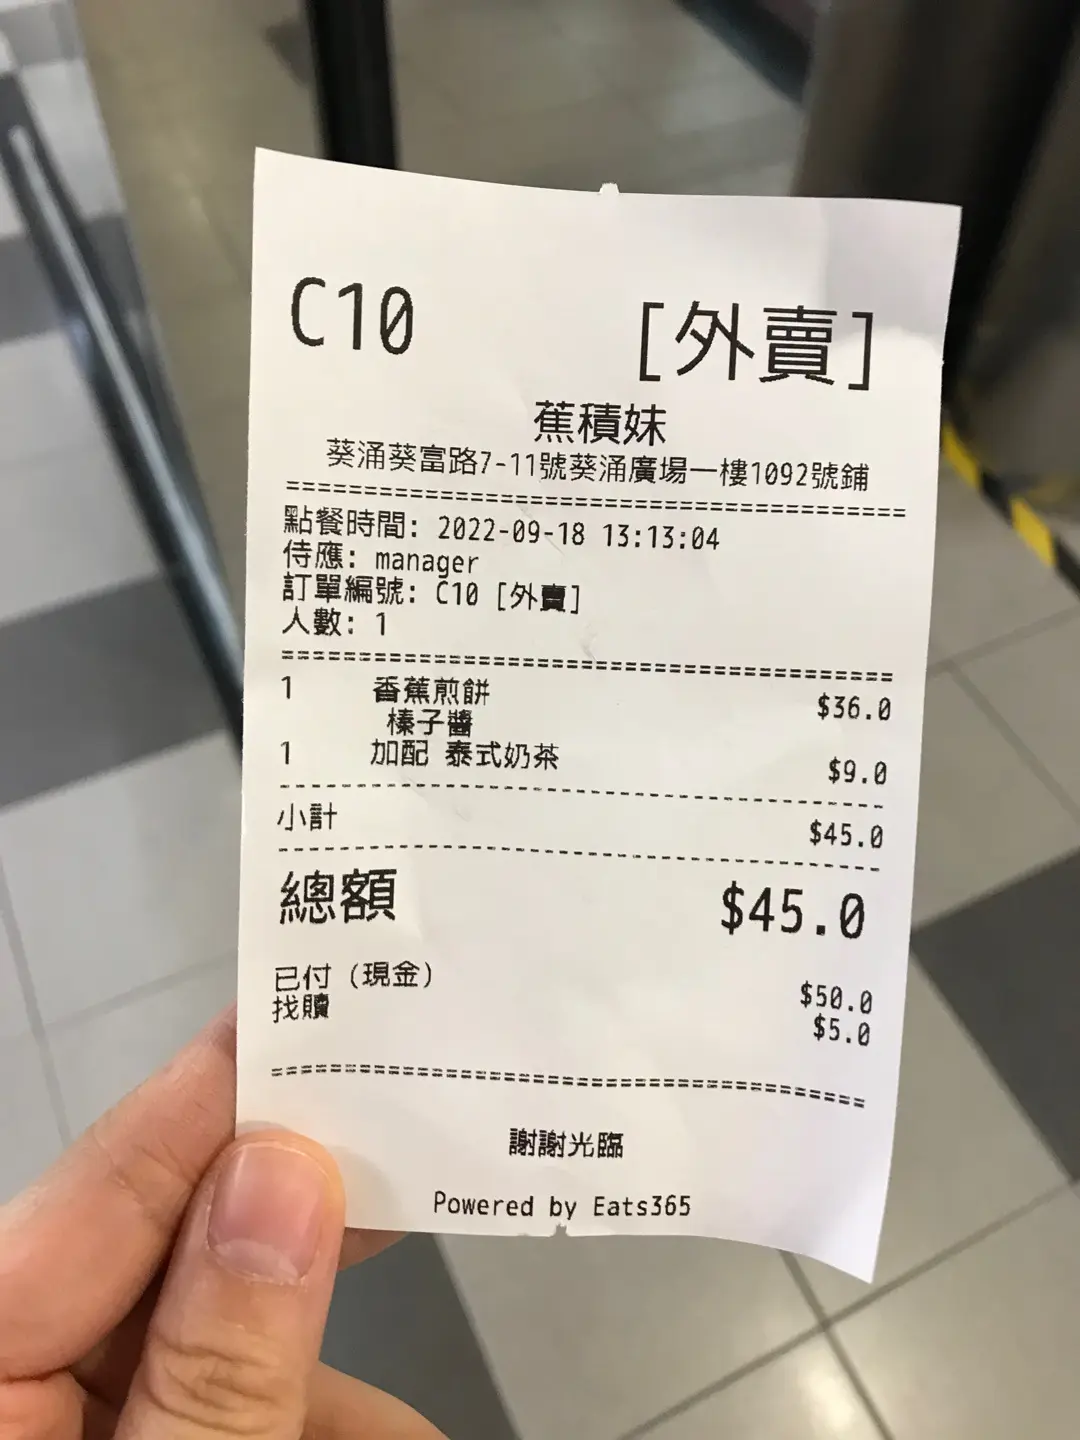 C10 [外賣]
蕉積妹
葵涌葵富路7-11號葵涌廣場一樓1092號鋪
========================================
點餐時間: 2022-09-18 13:13:04
侍應: manager
訂單編號: C10 [外賣]
人數: 1
========================================
1 香蕉煎餅 $36.0
榛子醬
1 加配 泰式奶茶 $9.0
----------------------------------------
小計 $45.0
----------------------------------------
總額 $45.0
已付 (現金) $50.0
找贖 $5.0
========================================
謝謝光臨
Powered by Eats365